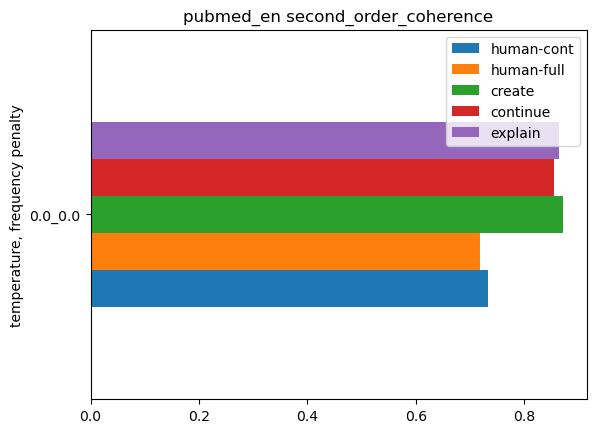 pubmed_en second_order_coherence
human-cont
human-full
create
continue
explain
temperature, frequency penalty
0.0_0.0
0.0
0.2
0.4
0.6
0.8